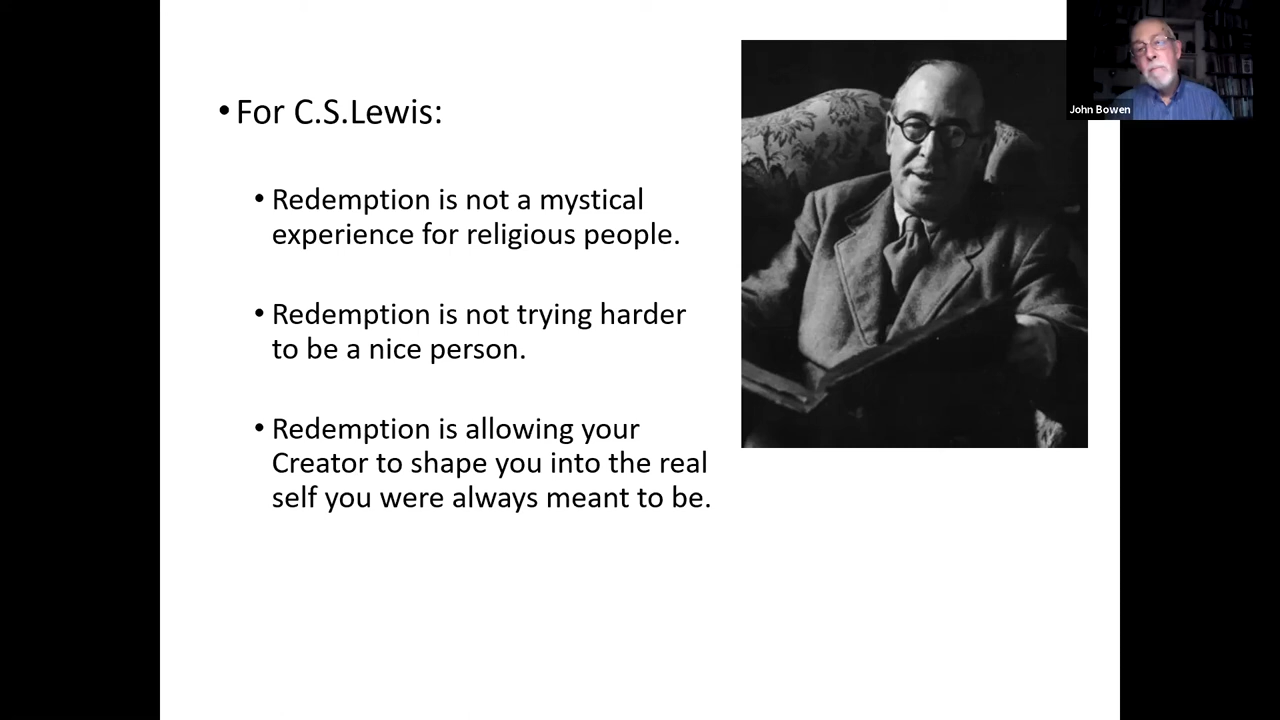 • For C.S.Lewis:
• Redemption is not a mystical
experience for religious people.
• Redemption is not trying harder
to be a nice person.
• Redemption is allowing your
Creator to shape you into the real
self you were always meant to be.
John Bowen